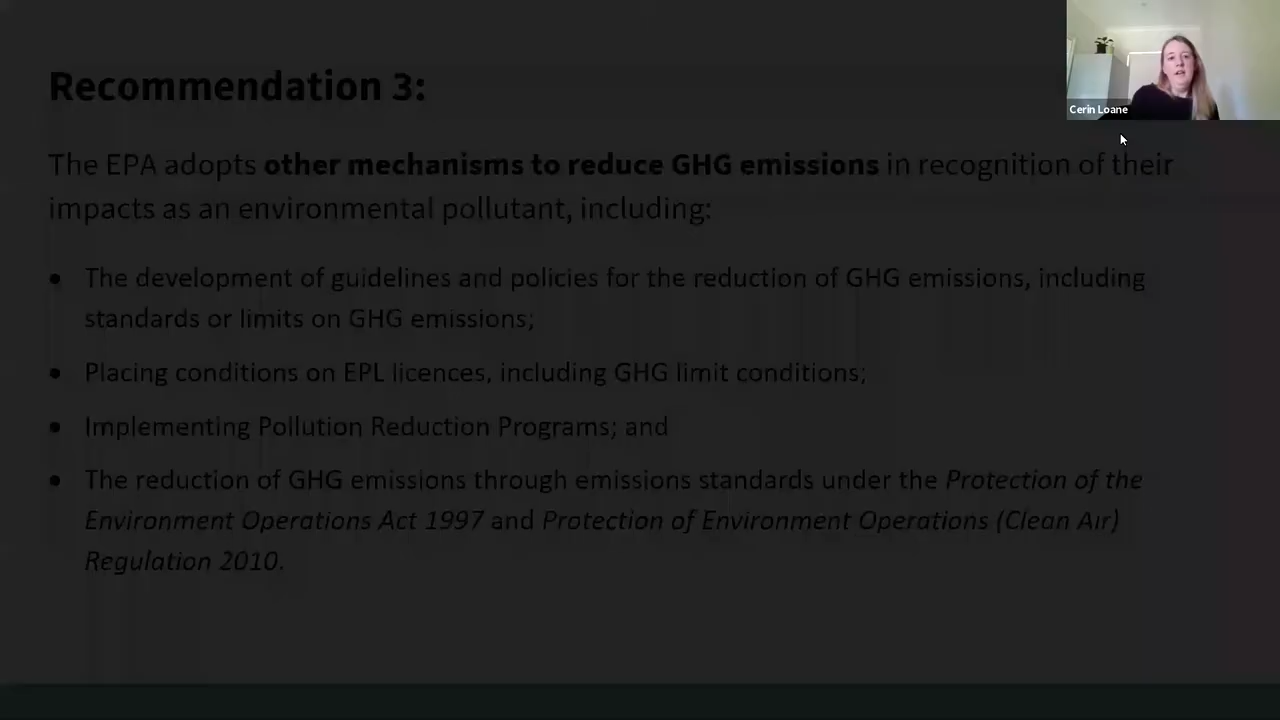 Recommendation 3:
Cerin Loane
The EPA adopts other mechanisms to reduce GHG emissions in recognition of their
impacts as an environmental pollutant, including:
• The development of guidelines and policies for the reduction of GHG emissions, including
standards or limits on GHG emissions;
• Placing conditions on EPL licences, including GHG limit conditions;
• Implementing Pollution Reduction Programs; and
• The reduction of GHG emissions through emissions standards under the Protection of the
Environment Operations Act 1997 and Protection of Environment Operations (Clean Air)
Regulation 2010.